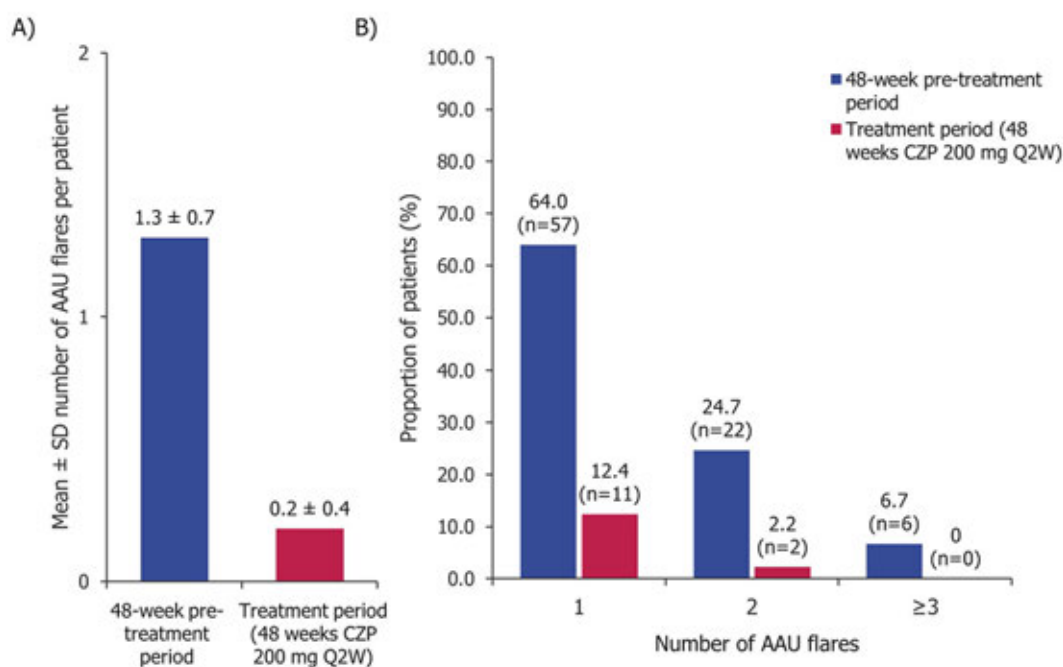 A)
Mean ± SD number of AAU flares per patient
2
1
0
1.3 ± 0.7
0.2 ± 0.4
48-week pre-
treatment
period
Treatment period
(48 weeks CZP
200 mg Q2W)
B)
Proportion of patients (%)
100.0
90.0
80.0
70.0
60.0
50.0
40.0
30.0
20.0
10.0
0.0
48-week pre-treatment
period
Treatment period (48
weeks CZP 200 mg Q2W)
64.0
(n=57)
12.4
(n=11)
24.7
(n=22)
2.2
(n=2)
6.7
(n=6)
0
(n=0)
1
2
≥3
Number of AAU flares